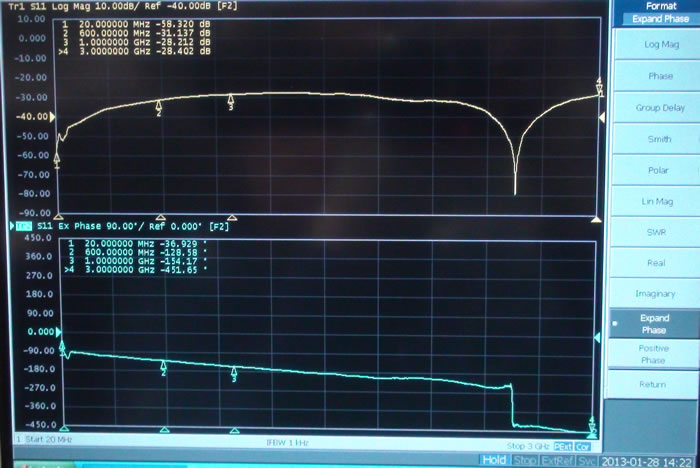 Tr1 S11 Log Mag 10.00dB/ Ref -40.00dB [F2]
10.00
0.000
-10.00
-20.00
-30.00
-40.00
-50.00
-60.00
-70.00
-80.00
-90.00
1 20.000000 MHz -58.320 dB
2 600.00000 MHz -31.137 dB
3 1.0000000 GHz -28.212 dB
>4 3.0000000 GHz -28.402 dB
1
2
3
4
S11 Ex Phase 90.00°/ Ref 0.000° [F2]
450.0
360.0
270.0
180.0
90.00
0.000
-90.00
-180.0
-270.0
-360.0
-450.0
1 20.000000 MHz -36.929 °
2 600.00000 MHz -128.58 °
3 1.0000000 GHz -154.17 °
>4 3.0000000 GHz -451.65 °
2
3
1 Start 20 MHz
IFBW 1 kHz
Stop 3 GHz PExt Cor
Hold Stop ExtRef Svc 2013-01-28 14:22
Format
Expand Phase
Log Mag
Phase
Group Delay
Smith
Polar
Lin Mag
SWR
Real
Imaginary
Expand
Phase
Positive
Phase
Return